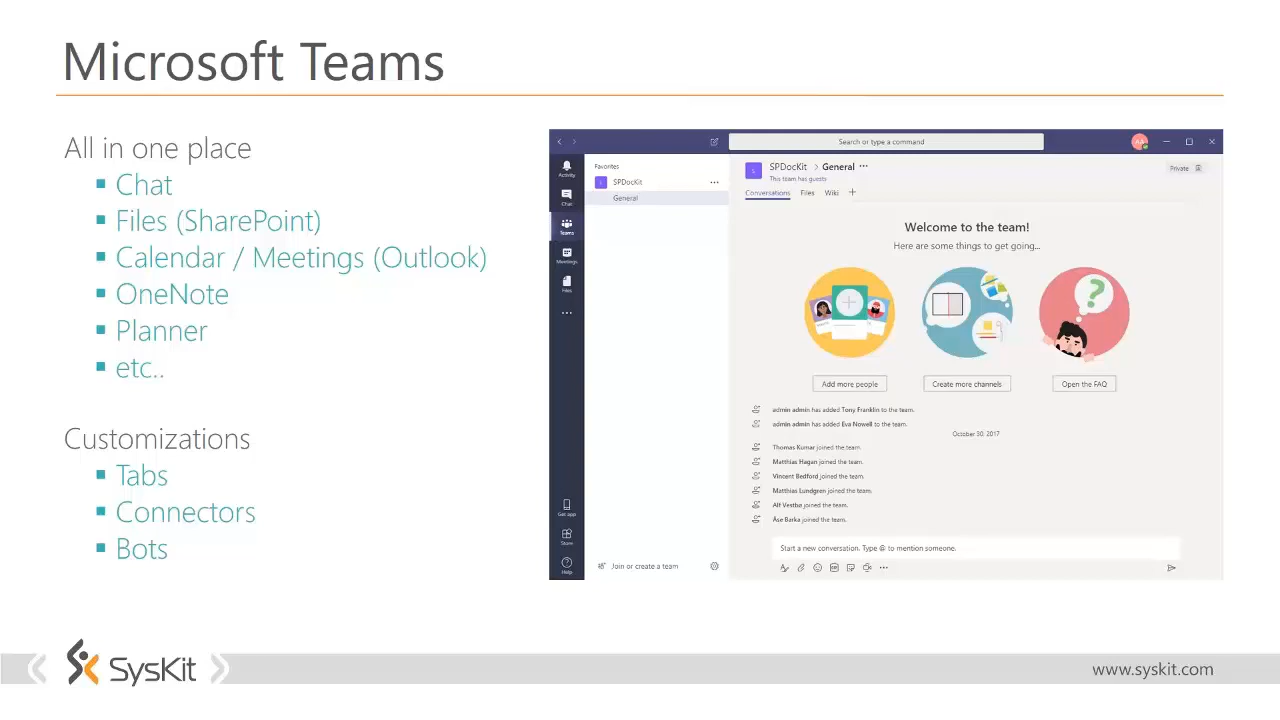 Microsoft Teams
All in one place
Chat
Files (SharePoint)
Calendar / Meetings (Outlook)
OneNote
Planner
etc..
Customizations
Tabs
Connectors
Bots
Search or type a command
Activity
Chat
Teams
Meetings
Files
Get app
Store
Help
Favorites
SPDocKit
General
Join or create a team
SPDocKit > General ...
This team has guests
Private
Conversations Files Wiki +
Welcome to the team!
Here are some things to get going...
Add more people
Create more channels
Open the FAQ
admin admin has added Tony Franklin to the team.
admin admin has added Eva Nowell to the team.
October 30, 2017
Thomas Kumar joined the team.
Matthias Hagan joined the team.
Vincent Bedford joined the team.
Matthias Lundgren joined the team.
Alf Vestba joined the team.
Åse Barka joined the team.
Start a new conversation. Type @ to mention someone.
SysKit
www.syskit.com